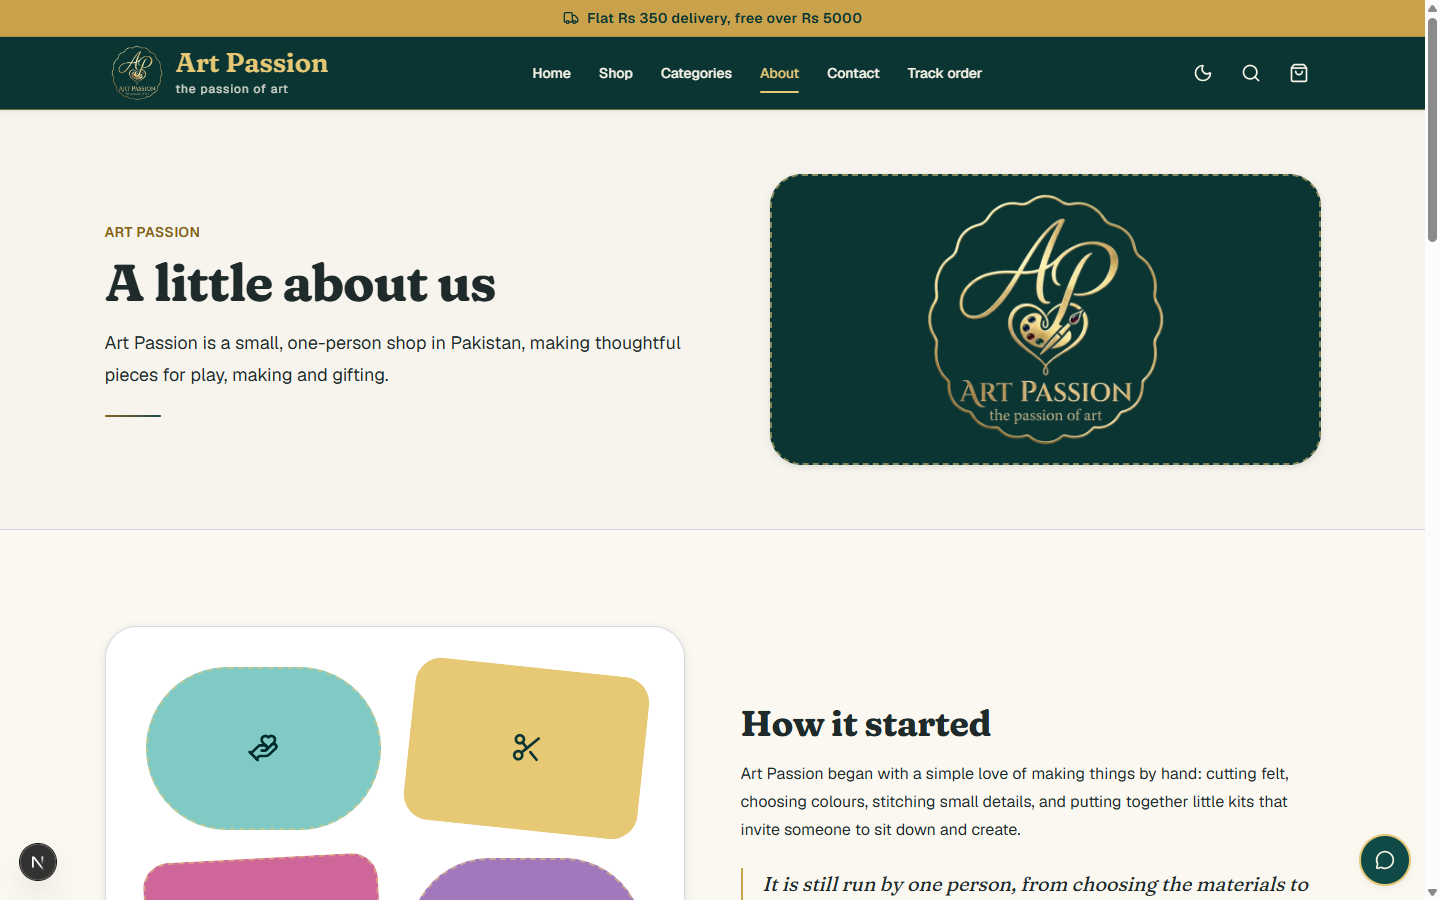 Flat Rs 350 delivery, free over Rs 5000
AP
ART PASSION
Art Passion
the passion of art
Home
Shop
Categories
About
Contact
Track order
ART PASSION
A little about us
Art Passion is a small, one-person shop in Pakistan, making thoughtful
pieces for play, making and gifting.
AP
ART PASSION
the passion of art
How it started
Art Passion began with a simple love of making things by hand: cutting felt,
choosing colours, stitching small details, and putting together little kits that
invite someone to sit down and create.
It is still run by one person, from choosing the materials to
N